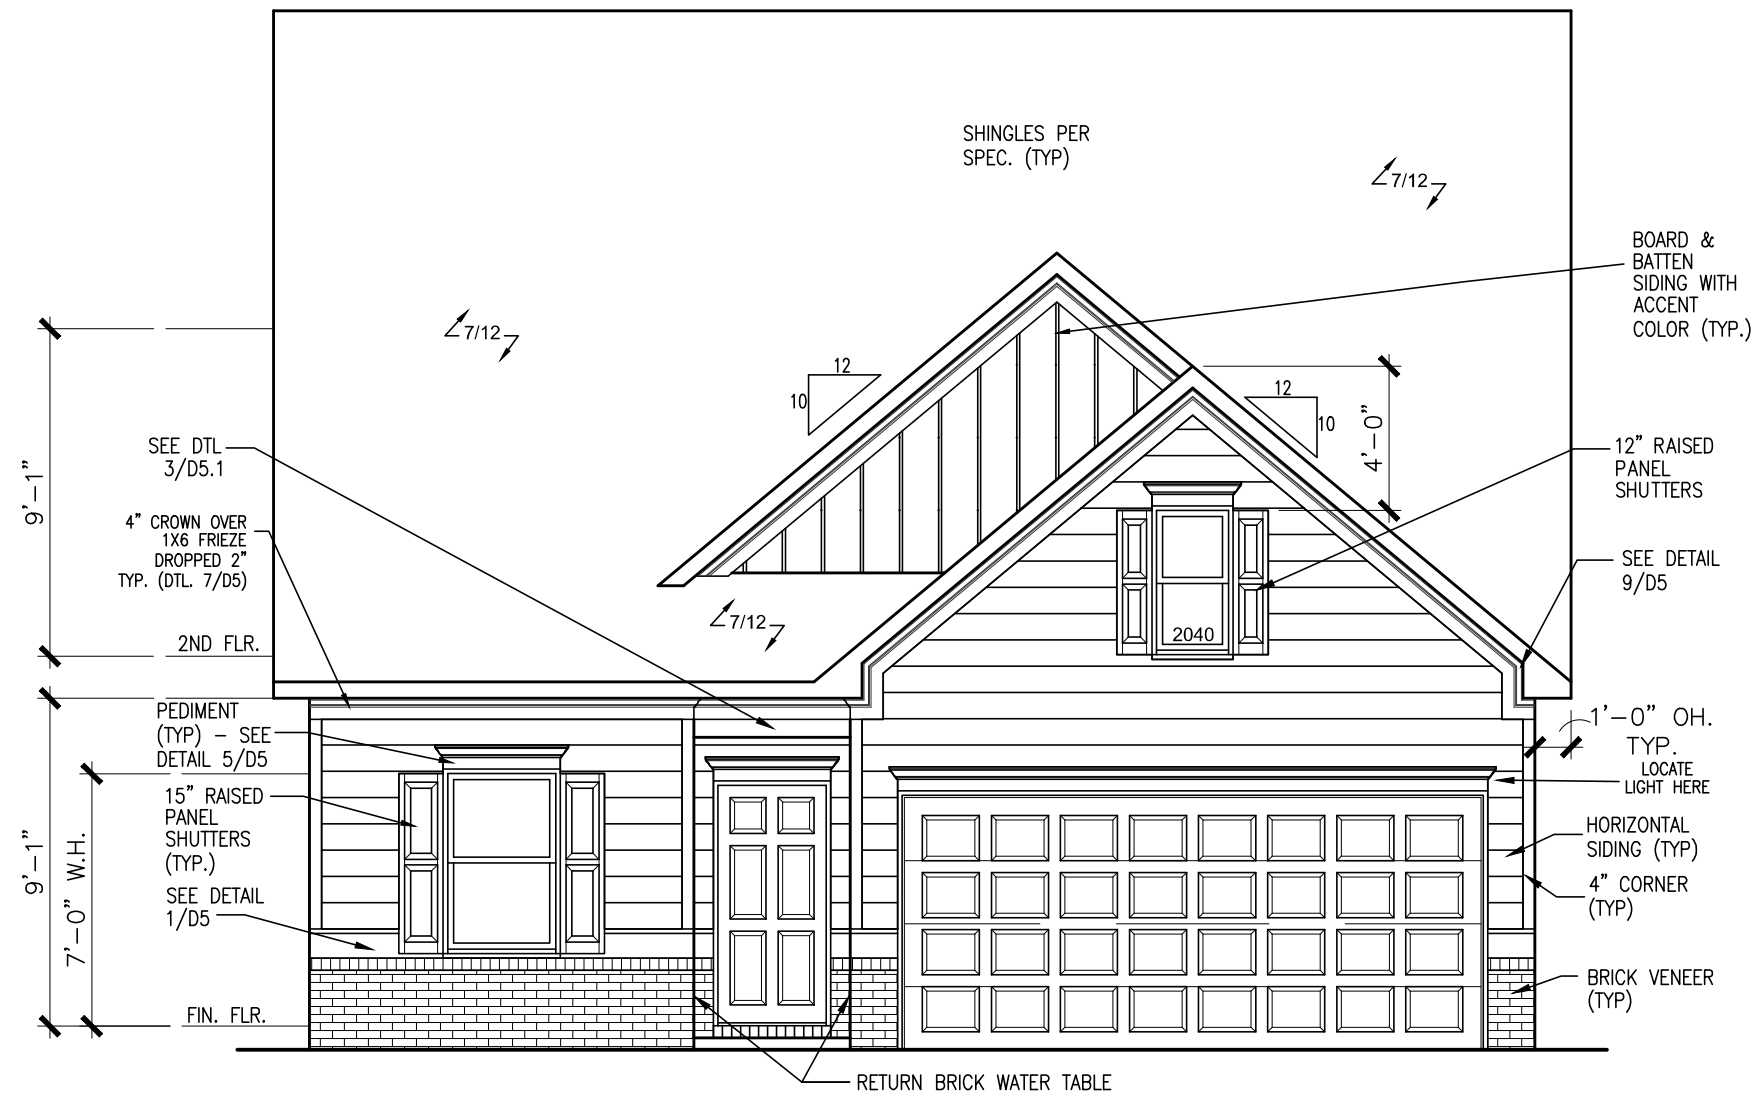 SHINGLES PER
SPEC. (TYP)
7/12
BOARD &
BATTEN
SIDING WITH
ACCENT
COLOR (TYP.)
7/12
12
10
12
10
4'-0"
9'-1"
SEE DTL
3/D5.1
12" RAISED
PANEL
SHUTTERS
4" CROWN OVER
1X6 FRIEZE
DROPPED 2"
TYP. (DTL. 7/D5)
SEE DETAIL
9/D5
7/12
2040
2ND FLR.
PEDIMENT
(TYP) - SEE
DETAIL 5/D5
1'-0" OH.
TYP.
LOCATE
LIGHT HERE
15" RAISED
PANEL
SHUTTERS
(TYP.)
HORIZONTAL
SIDING (TYP)
9'-1"
7'-0" W.H.
SEE DETAIL
1/D5
4" CORNER
(TYP)
BRICK VENEER
(TYP)
FIN. FLR.
RETURN BRICK WATER TABLE